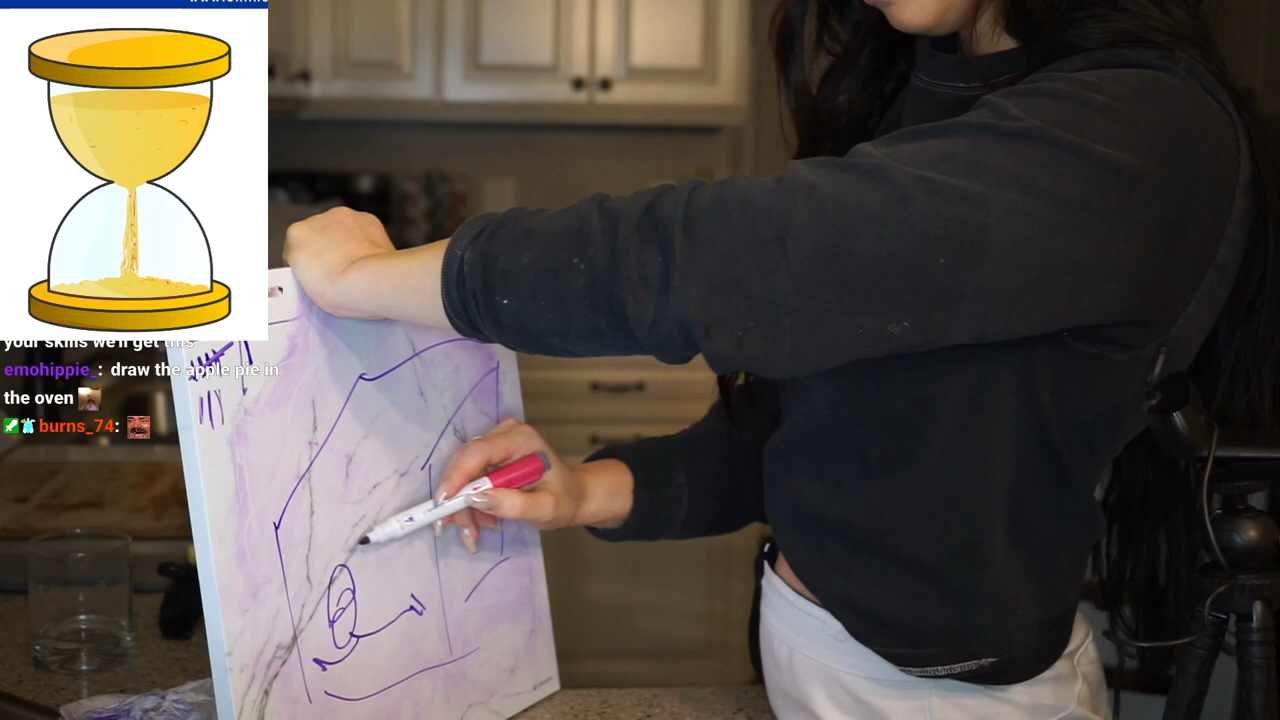 your skills we'll get this
emohippie_: draw the apple pie in
the oven
burns_74: